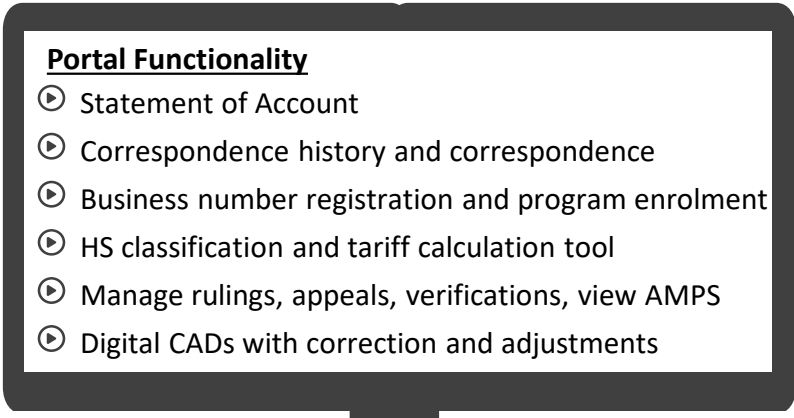 Portal Functionality
Statement of Account
Correspondence history and correspondence
Business number registration and program enrolment
HS classification and tariff calculation tool
Manage rulings, appeals, verifications, view AMPS
Digital CADs with correction and adjustments